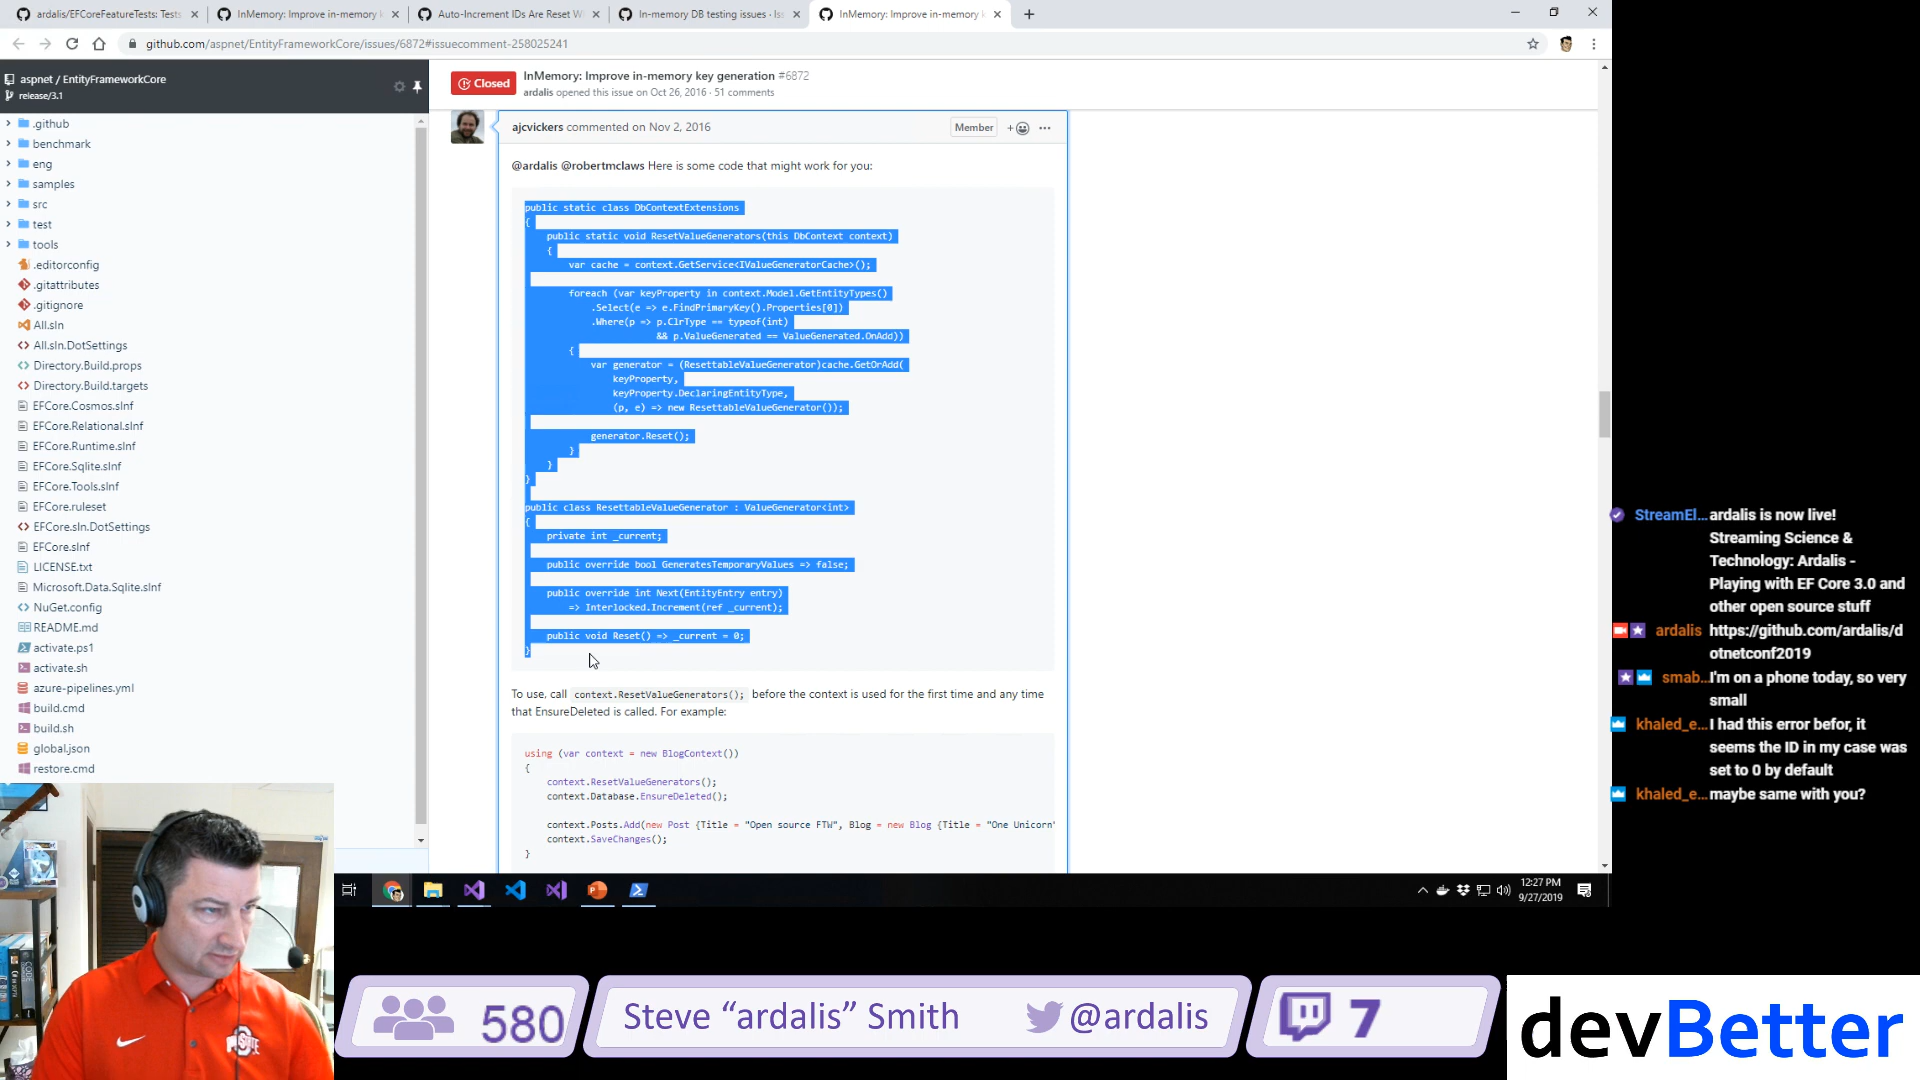 ardalis/EFCoreFeatureTests: Tests
InMemory: Improve in-memory k
Auto-Increment IDs Are Reset W
In-memory DB testing issues · Iss
InMemory: Improve in-memory k
github.com/aspnet/EntityFrameworkCore/issues/6872#issuecomment-258025241
aspnet / EntityFrameworkCore
release/3.1
.github
benchmark
eng
samples
src
test
tools
.editorconfig
.gitattributes
.gitignore
All.sln
All.sln.DotSettings
Directory.Build.props
Directory.Build.targets
EFCore.Cosmos.slnf
EFCore.Relational.slnf
EFCore.Runtime.slnf
EFCore.Sqlite.slnf
EFCore.Tools.slnf
EFCore.ruleset
EFCore.sln.DotSettings
EFCore.slnf
LICENSE.txt
Microsoft.Data.Sqlite.slnf
NuGet.config
README.md
activate.ps1
activate.sh
azure-pipelines.yml
build.cmd
build.sh
global.json
restore.cmd
Closed
InMemory: Improve in-memory key generation #6872
ardalis opened this issue on Oct 26, 2016 · 51 comments
ajcvickers commented on Nov 2, 2016
Member
@ardalis @robertmclaws Here is some code that might work for you:
public static class DbContextExtensions
{
public static void ResetValueGenerators(this DbContext context)
{
var cache = context.GetService<IValueGeneratorCache>();
foreach (var keyProperty in context.Model.GetEntityTypes()
.Select(e => e.FindPrimaryKey().Properties[0])
.Where(p => p.ClrType == typeof(int)
&& p.ValueGenerated == ValueGenerated.OnAdd))
{
var generator = (ResettableValueGenerator)cache.GetOrAdd(
keyProperty,
keyProperty.DeclaringEntityType,
(p, e) => new ResettableValueGenerator());
generator.Reset();
}
}
}
public class ResettableValueGenerator : ValueGenerator<int>
{
private int _current;
public override bool GeneratesTemporaryValues => false;
public override int Next(EntityEntry entry)
=> Interlocked.Increment(ref _current);
public void Reset() => _current = 0;
}
To use, call context.ResetValueGenerators(); before the context is used for the first time and any time
that EnsureDeleted is called. For example:
using (var context = new BlogContext())
{
context.ResetValueGenerators();
context.Database.EnsureDeleted();
context.Posts.Add(new Post {Title = "Open source FTW", Blog = new Blog {Title = "One Unicorn"
context.SaveChanges();
}
12:27 PM
9/27/2019
StreamEl... ardalis is now live!
Streaming Science &
Technology: Ardalis -
Playing with EF Core 3.0 and
other open source stuff
ardalis https://github.com/ardalis/d
otnetconf2019
smab... I'm on a phone today, so very
small
khaled_e... I had this error befor, it
seems the ID in my case was
set to 0 by default
khaled_e... maybe same with you?
580
Steve "ardalis" Smith
@ardalis
7
devBetter